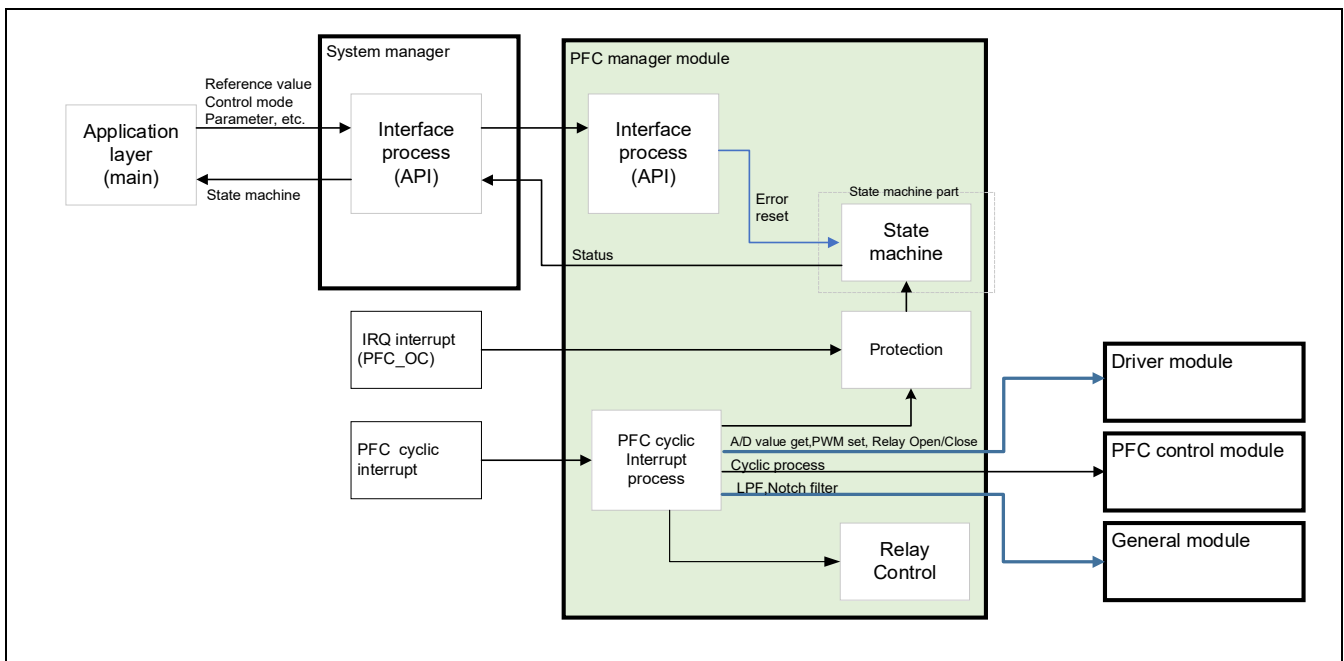 System manager
PFC manager module
Reference value
Control mode
Parameter, etc.
Application
layer
(main)
Interface
process
(API)
Interface
process
(API)
State machine
Error
reset
State machine part
State
machine
Status
IRQ interrupt
(PFC_OC)
Protection
Driver module
PFC cyclic
interrupt
PFC cyclic
Interrupt
process
A/D value get,PWM set, Relay Open/Close
Cyclic process
LPF,Notch filter
PFC control module
General module
Relay
Control